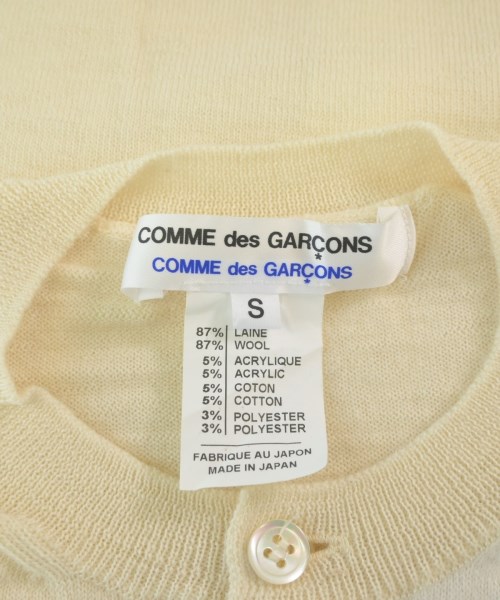 COMME des GARÇONS
COMME des GARÇONS
S
87% LAINE
87% WOOL
5% ACRYLIQUE
5% ACRYLIC
5% COTON
5% COTTON
3% POLYESTER
3% POLYESTER
FABRIQUE AU JAPON
MADE IN JAPAN